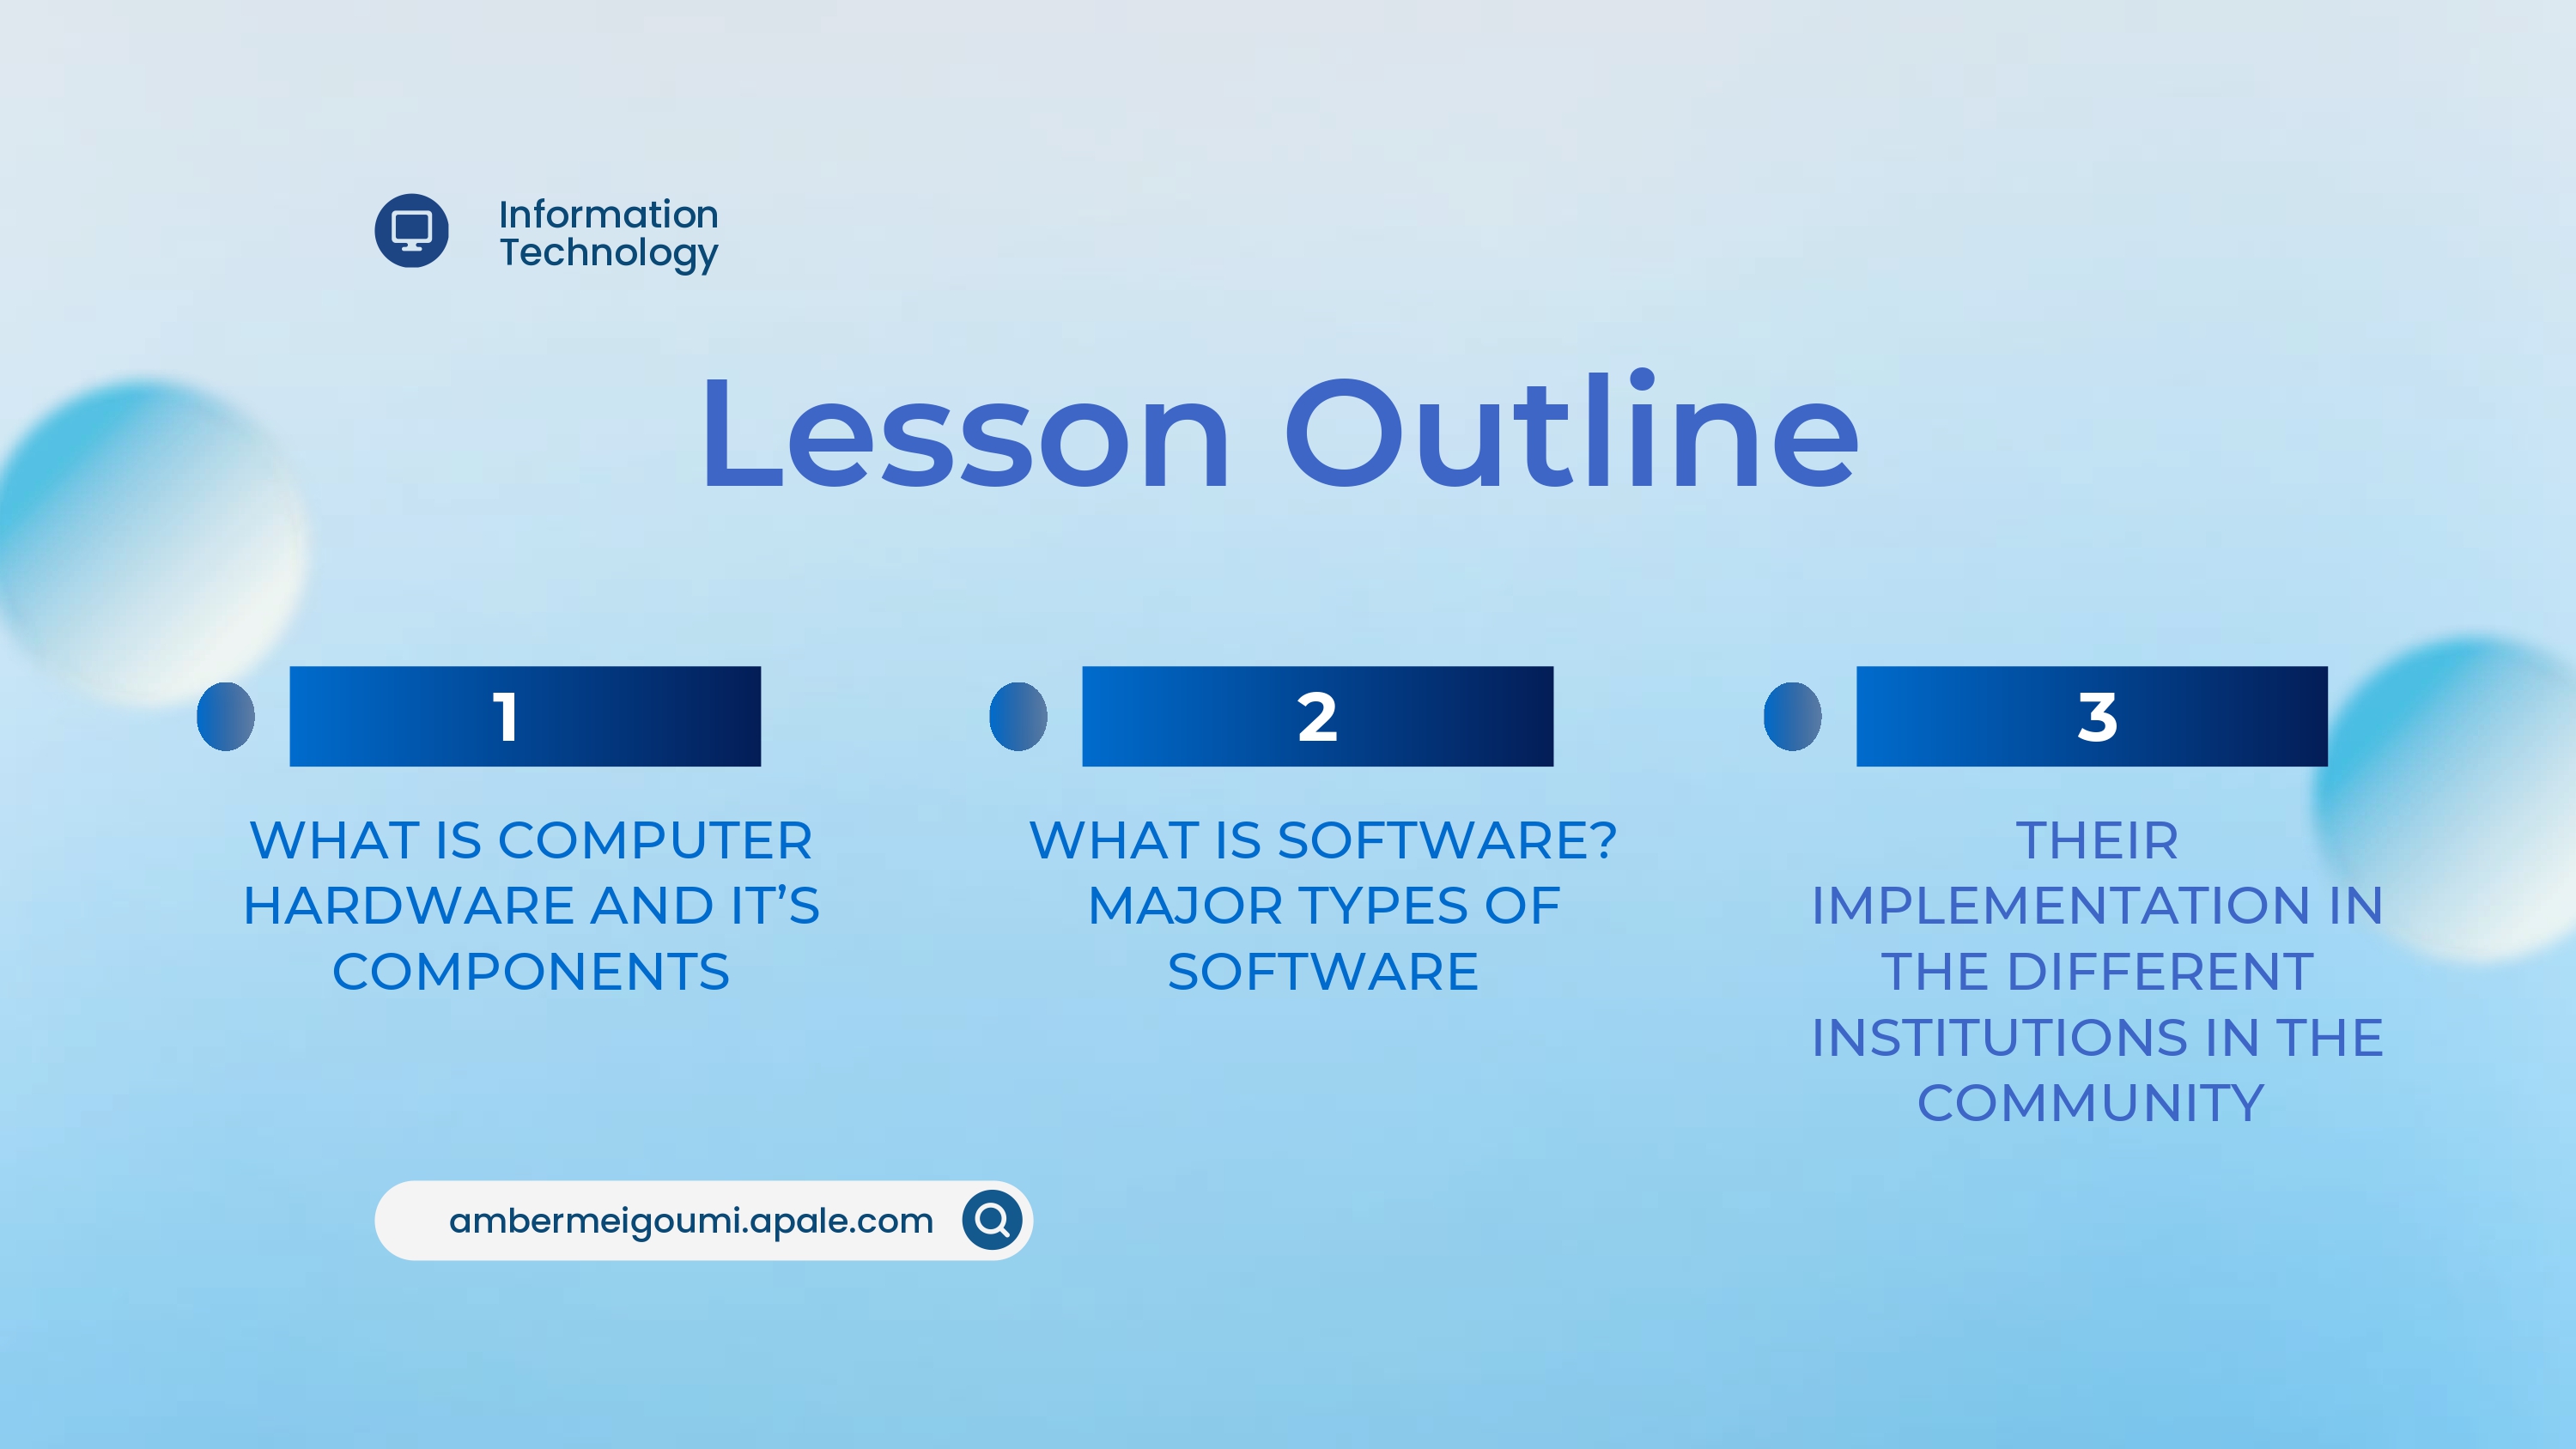 Information
Technology
Lesson Outline
1
WHAT IS COMPUTER
HARDWARE AND IT’S
COMPONENTS
2
WHAT IS SOFTWARE?
MAJOR TYPES OF
SOFTWARE
3
THEIR
IMPLEMENTATION IN
THE DIFFERENT
INSTITUTIONS IN THE
COMMUNITY
ambermeigoumi.apale.com